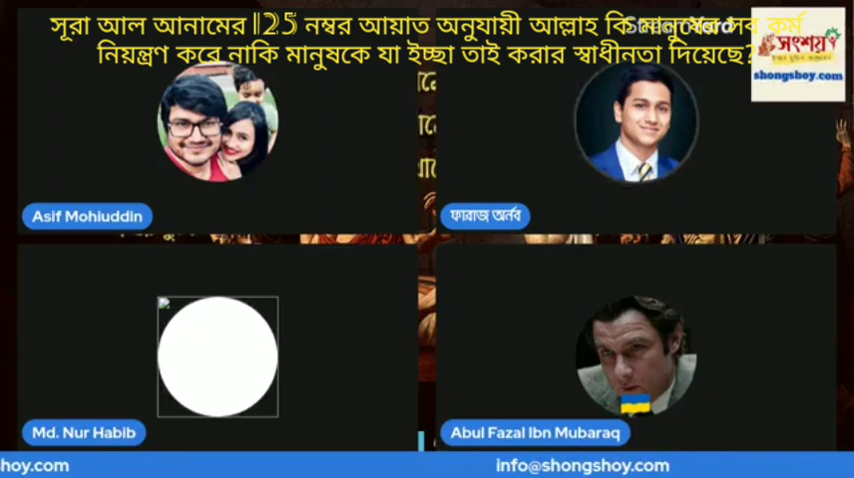 সূরা আল আনামের 125 নম্বর আয়াত অনুযায়ী আল্লাহ কি মানুষের সব কর্ম
নিয়ন্ত্রণ করে নাকি মানুষকে যা ইচ্ছা তাই করার স্বাধীনতা দিয়েছে?
StreamYard
সংশয়
shongshoy.com
Asif Mohiuddin
ফারাজ অর্নব
Md. Nur Habib
Abul Fazal Ibn Mubaraq
hoy.com
info@shongshoy.com